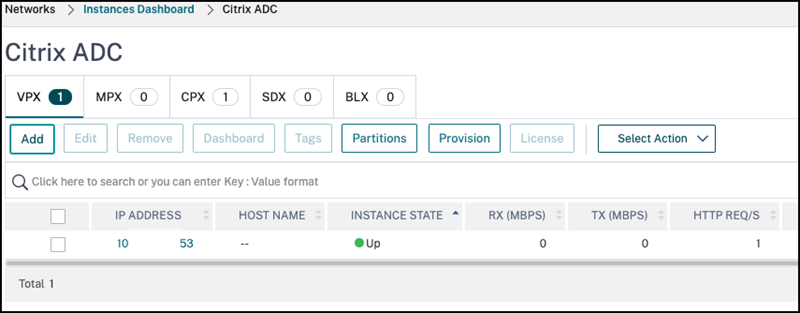 Networks > Instances Dashboard > Citrix ADC
Citrix ADC
VPX 1 MPX 0 CPX 1 SDX 0 BLX 0
Add Edit Remove Dashboard Tags Partitions Provision License Select Action
Click here to search or you can enter Key : Value format
IP ADDRESS HOST NAME INSTANCE STATE RX (MBPS) TX (MBPS) HTTP REQ/S
10 53 -- Up 0 0 1
Total 1